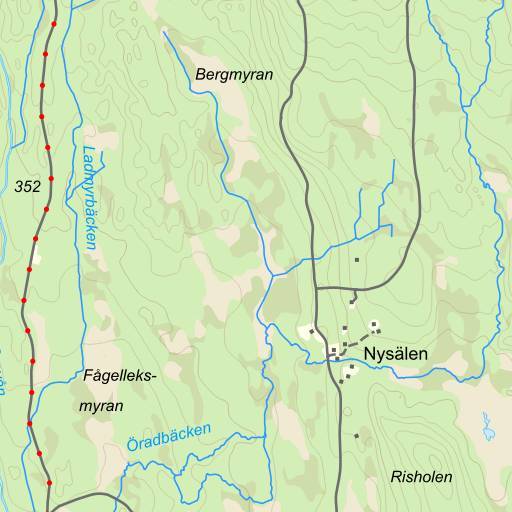 Bergmyran
Ladmyrbäcken
352
Nysälen
Fågelleks-
myran
Öradbäcken
Risholen